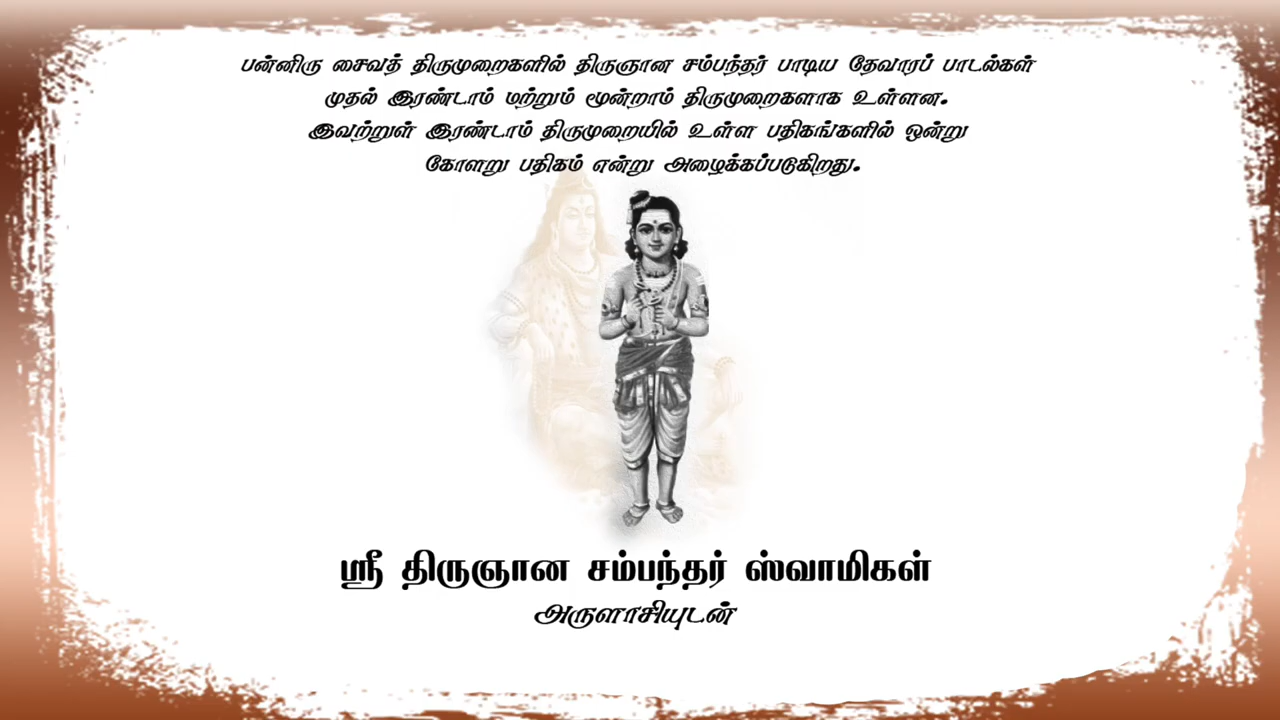 பன்னிரு சைவத் திருமுறைகளில் திருஞான சம்பந்தர் பாடிய தேவாரப் பாடல்கள்
முதல் இரண்டாம் மற்றும் மூன்றாம் திருமுறைகளாக உள்ளன.
இவற்றுள் இரண்டாம் திருமுறையில் உள்ள பதிகங்களில் ஒன்று
கோளறு பதிகம் என்று அழைக்கப்படுகிறது.
ஸ்ரீ திருஞான சம்பந்தர் ஸ்வாமிகள்
அருளாசியுடன்